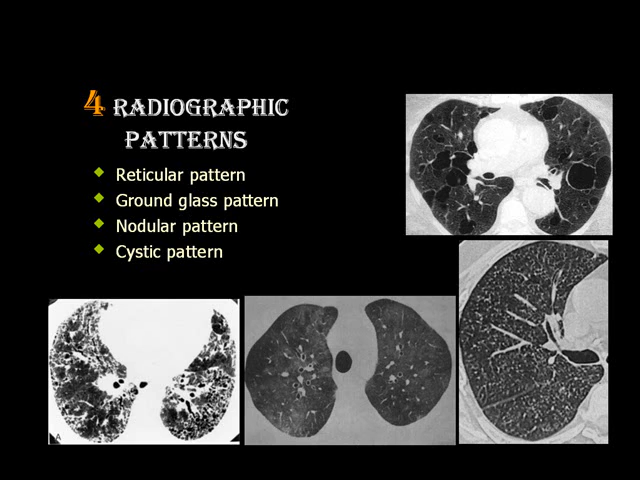 4 RADIOGRAPHIC
PATTERNS
Reticular pattern
Ground glass pattern
Nodular pattern
Cystic pattern
A